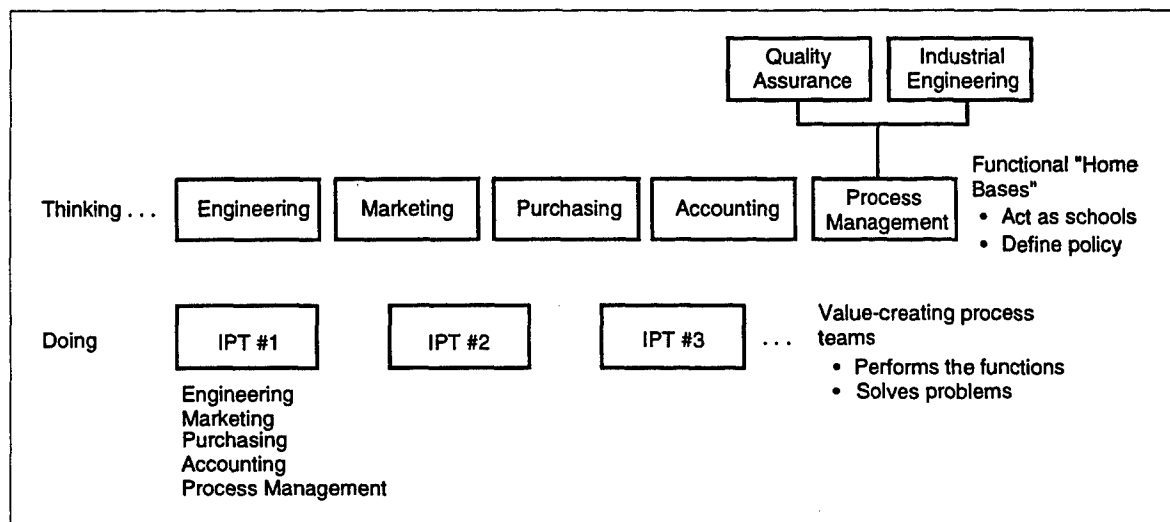 Quality
Assurance
Industrial
Engineering
Thinking . . .
Engineering
Marketing
Purchasing
Accounting
Process
Management
Functional "Home
Bases"
• Act as schools
• Define policy
Doing
IPT #1
IPT #2
IPT #3
. . .
Value-creating process
teams
• Performs the functions
• Solves problems
Engineering
Marketing
Purchasing
Accounting
Process Management